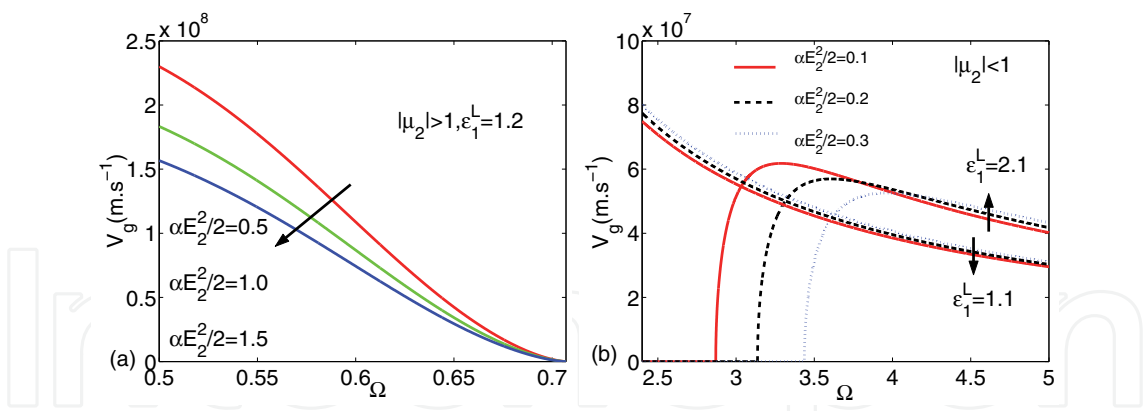 x 10^8
2.5
2
1.5
1
0.5
0
V_g(m.s^-1)
|μ_2|>1,ε_1^L=1.2
αE_2^2/2=0.5
αE_2^2/2=1.0
αE_2^2/2=1.5
(a)
0.5 0.55 0.6 0.65 0.7
Ω
x 10^7
10
8
6
4
2
0
V_g(m.s^-1)
αE_2^2/2=0.1
αE_2^2/2=0.2
αE_2^2/2=0.3
|μ_2|<1
ε_1^L=2.1
ε_1^L=1.1
(b)
2.5 3 3.5 4 4.5 5
Ω